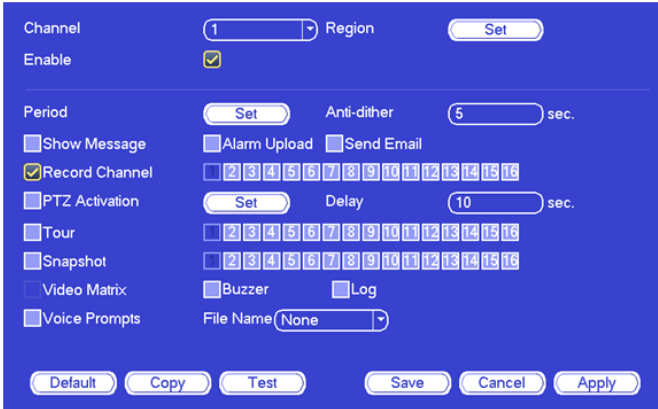 Channel 1 Region Set
Enable
Period Set Anti-dither 5 sec.
Show Message Alarm Upload Send Email
Record Channel 1 2 3 4 5 6 7 8 9 10 11 12 13 14 15 16
PTZ Activation Set Delay 10 sec.
Tour 1 2 3 4 5 6 7 8 9 10 11 12 13 14 15 16
Snapshot 1 2 3 4 5 6 7 8 9 10 11 12 13 14 15 16
Video Matrix Buzzer Log
Voice Prompts File Name None
Default Copy Test Save Cancel Apply